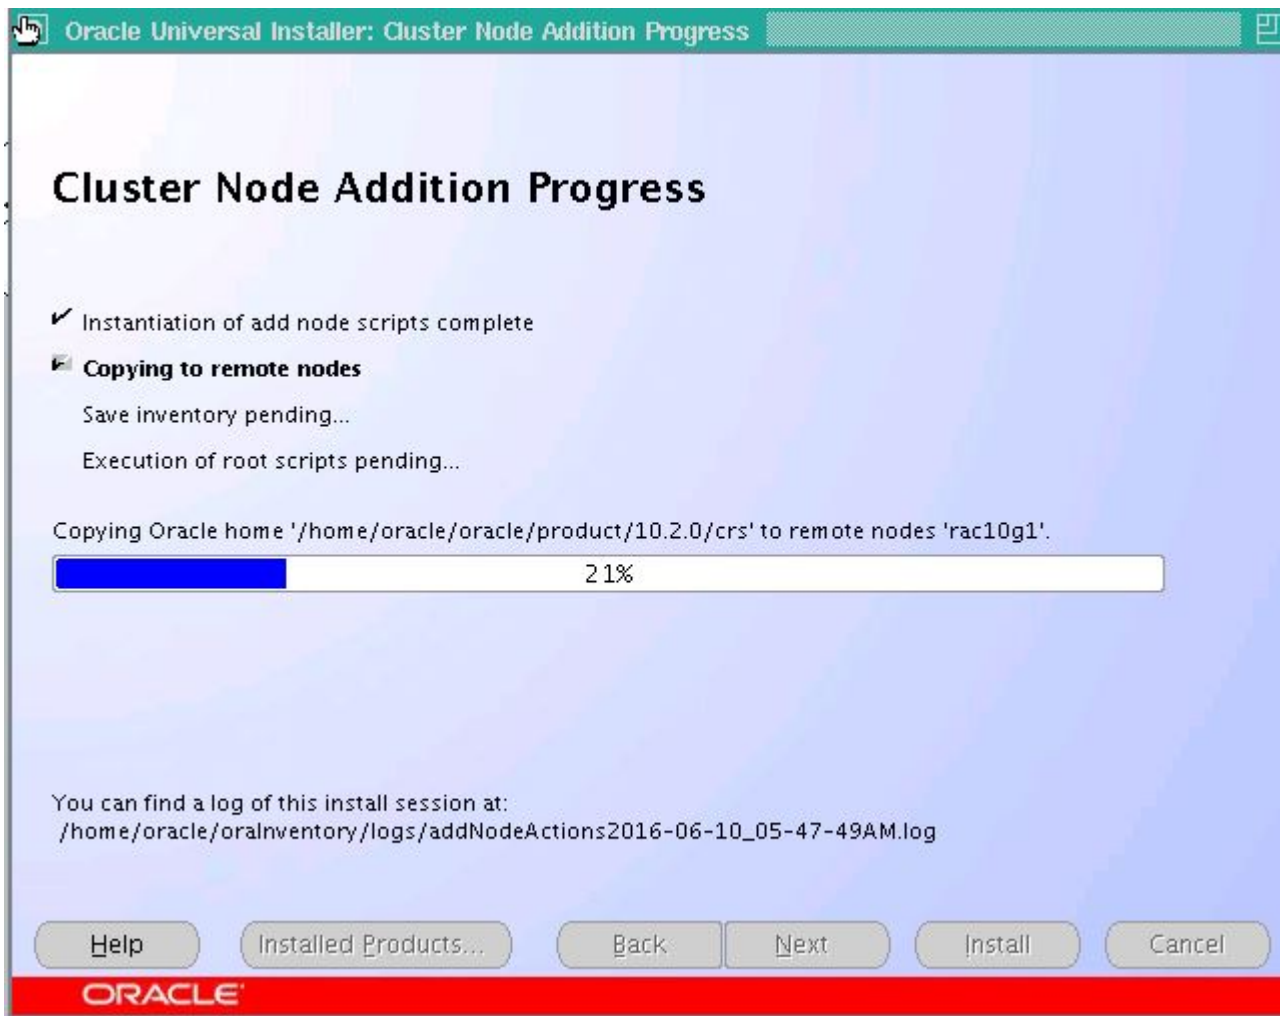 Oracle Universal Installer: Cluster Node Addition Progress
Cluster Node Addition Progress
Instantiation of add node scripts complete
Copying to remote nodes
Save inventory pending...
Execution of root scripts pending...
Copying Oracle home '/home/oracle/oracle/product/10.2.0/crs' to remote nodes 'rac10g1'.
21%
You can find a log of this install session at:
/home/oracle/oraInventory/logs/addNodeActions2016-06-10_05-47-49AM.log
Help Installed Products... Back Next Install Cancel
ORACLE